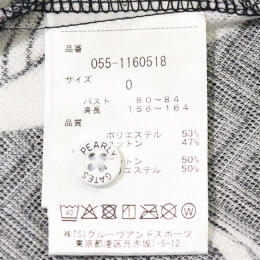 品番
055-1160518
サイズ
0
バスト 80~84
身長 156~164
品質
ポリエステル 53%
コットン 47%
トン 50%
エステル 50%
PEARLY GATES
㈱TSIグルーヴアンドスポーツ
東京都港区元赤坂1-5-12